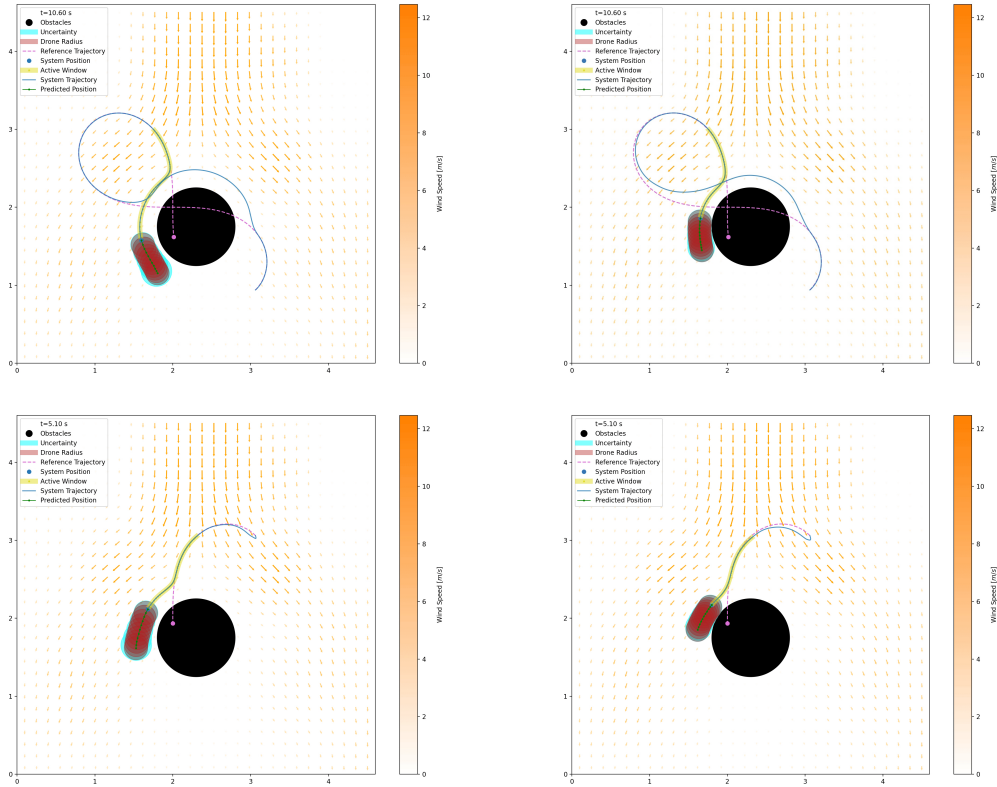 t=10.60 s
Obstacles
Uncertainty
Drone Radius
Reference Trajectory
System Position
Active Window
System Trajectory
Predicted Position
4
3
2
1
0
0
1
2
3
4
12
10
8
6
4
2
0
Wind Speed [m/s]
t=10.60 s
Obstacles
Uncertainty
Drone Radius
Reference Trajectory
System Position
Active Window
System Trajectory
Predicted Position
4
3
2
1
0
0
1
2
3
4
12
10
8
6
4
2
0
Wind Speed [m/s]
t=5.10 s
Obstacles
Uncertainty
Drone Radius
Reference Trajectory
System Position
Active Window
System Trajectory
Predicted Position
4
3
2
1
0
0
1
2
3
4
12
10
8
6
4
2
0
Wind Speed [m/s]
t=5.10 s
Obstacles
Uncertainty
Drone Radius
Reference Trajectory
System Position
Active Window
System Trajectory
Predicted Position
4
3
2
1
0
0
1
2
3
4
12
10
8
6
4
2
0
Wind Speed [m/s]